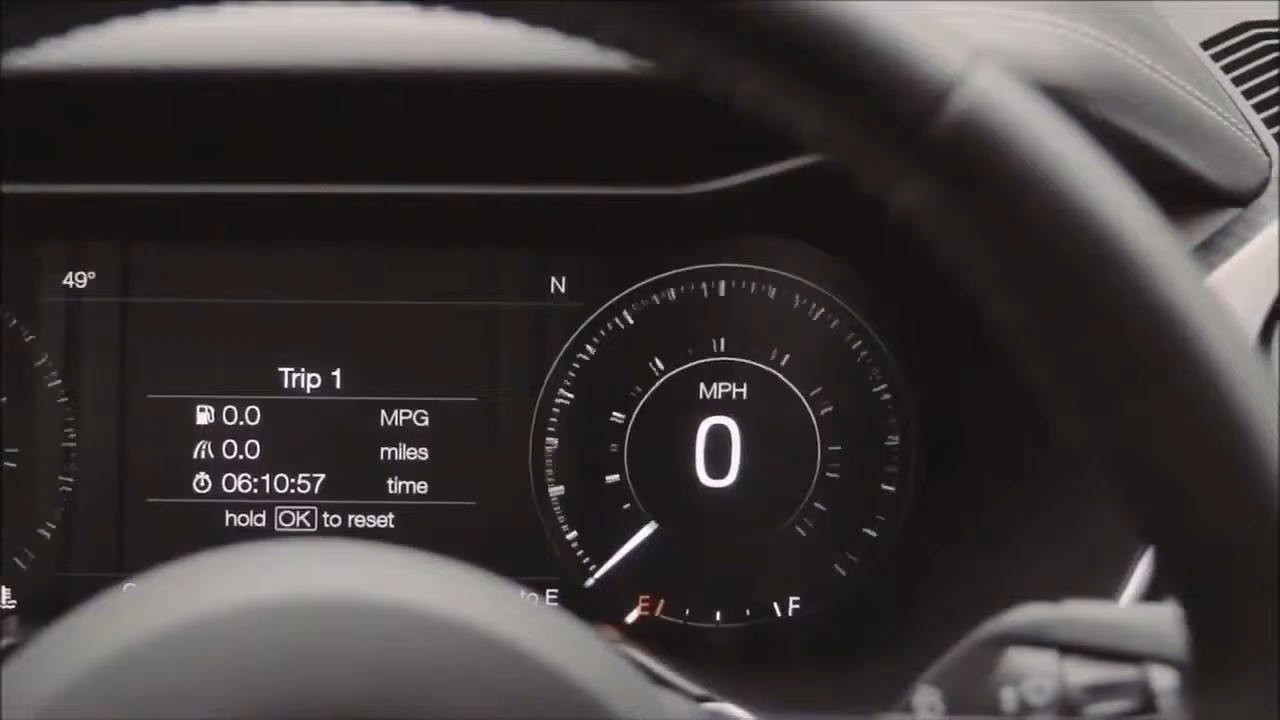 49°
N
Trip 1
0.0 MPG
0.0 miles
06:10:57 time
hold OK to reset
MPH
0
to E
E F